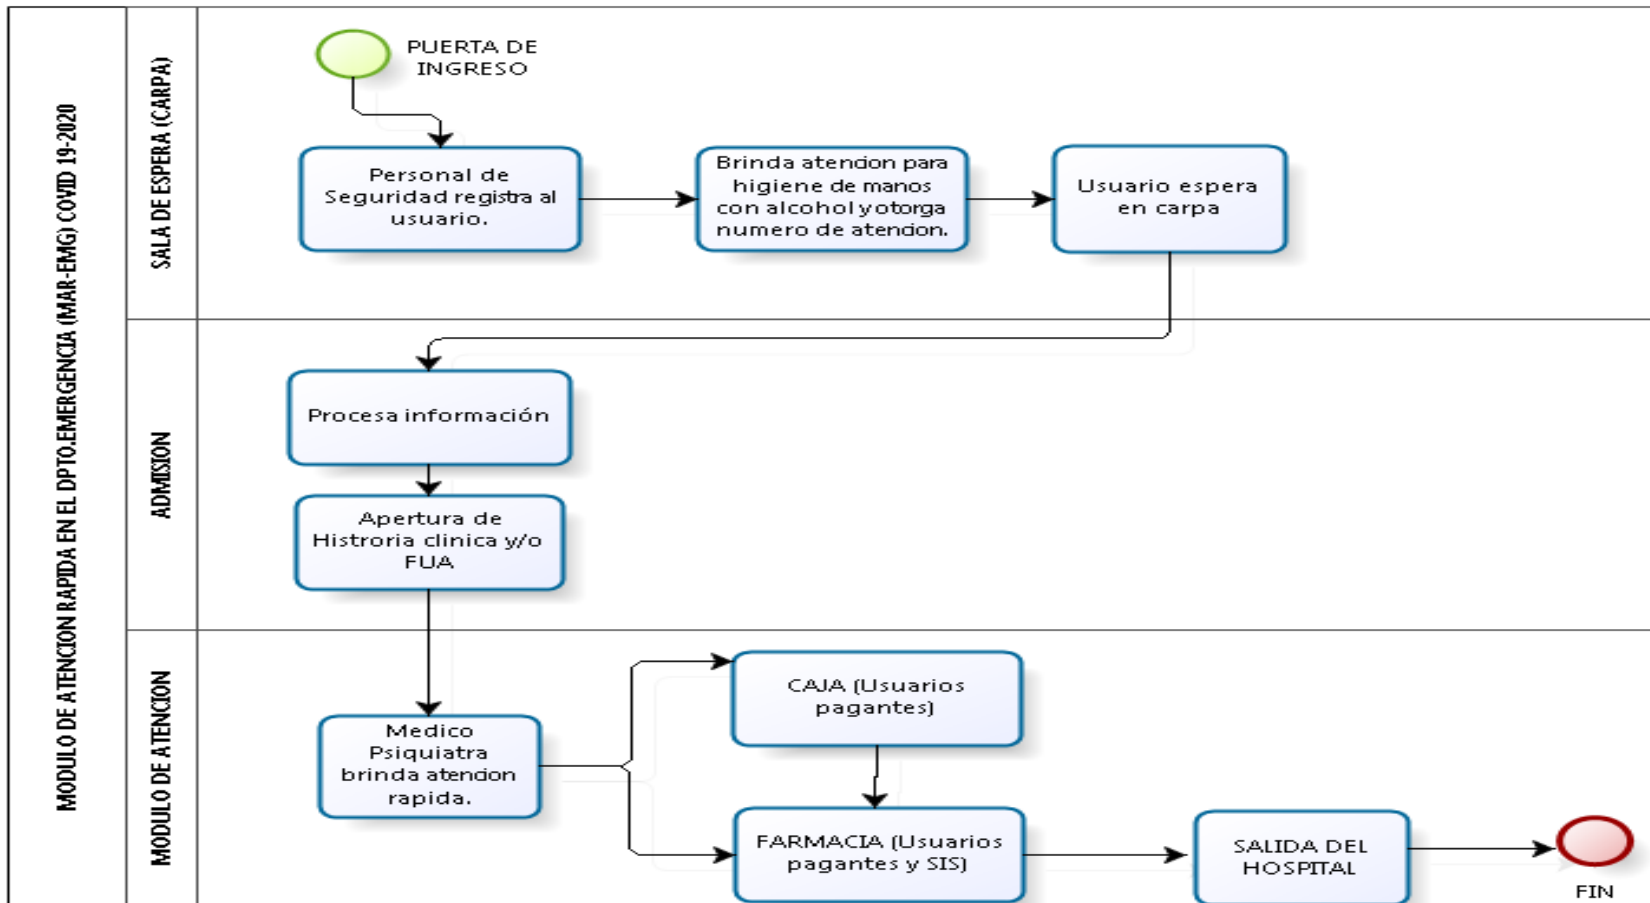 MODULO DE ATENCION RAPIDA EN EL DPTO.EMERGENCIA (MAR-EMG) COVID 19-2020
SALA DE ESPERA (CARPA)
PUERTA DE
INGRESO
Personal de
Seguridad registra al
usuario.
Brinda atencion para
higiene de manos
con alcohol y otorga
numero de atencion.
Usuario espera
en carpa
ADMISION
Procesa información
Apertura de
Histroria clinica y/o
FUA
MODULO DE ATENCION
Medico
Psiquiatra
brinda atencion
rapida.
CAJA (Usuarios
pagantes)
FARMACIA (Usuarios
pagantes y SIS)
SALIDA DEL
HOSPITAL
FIN